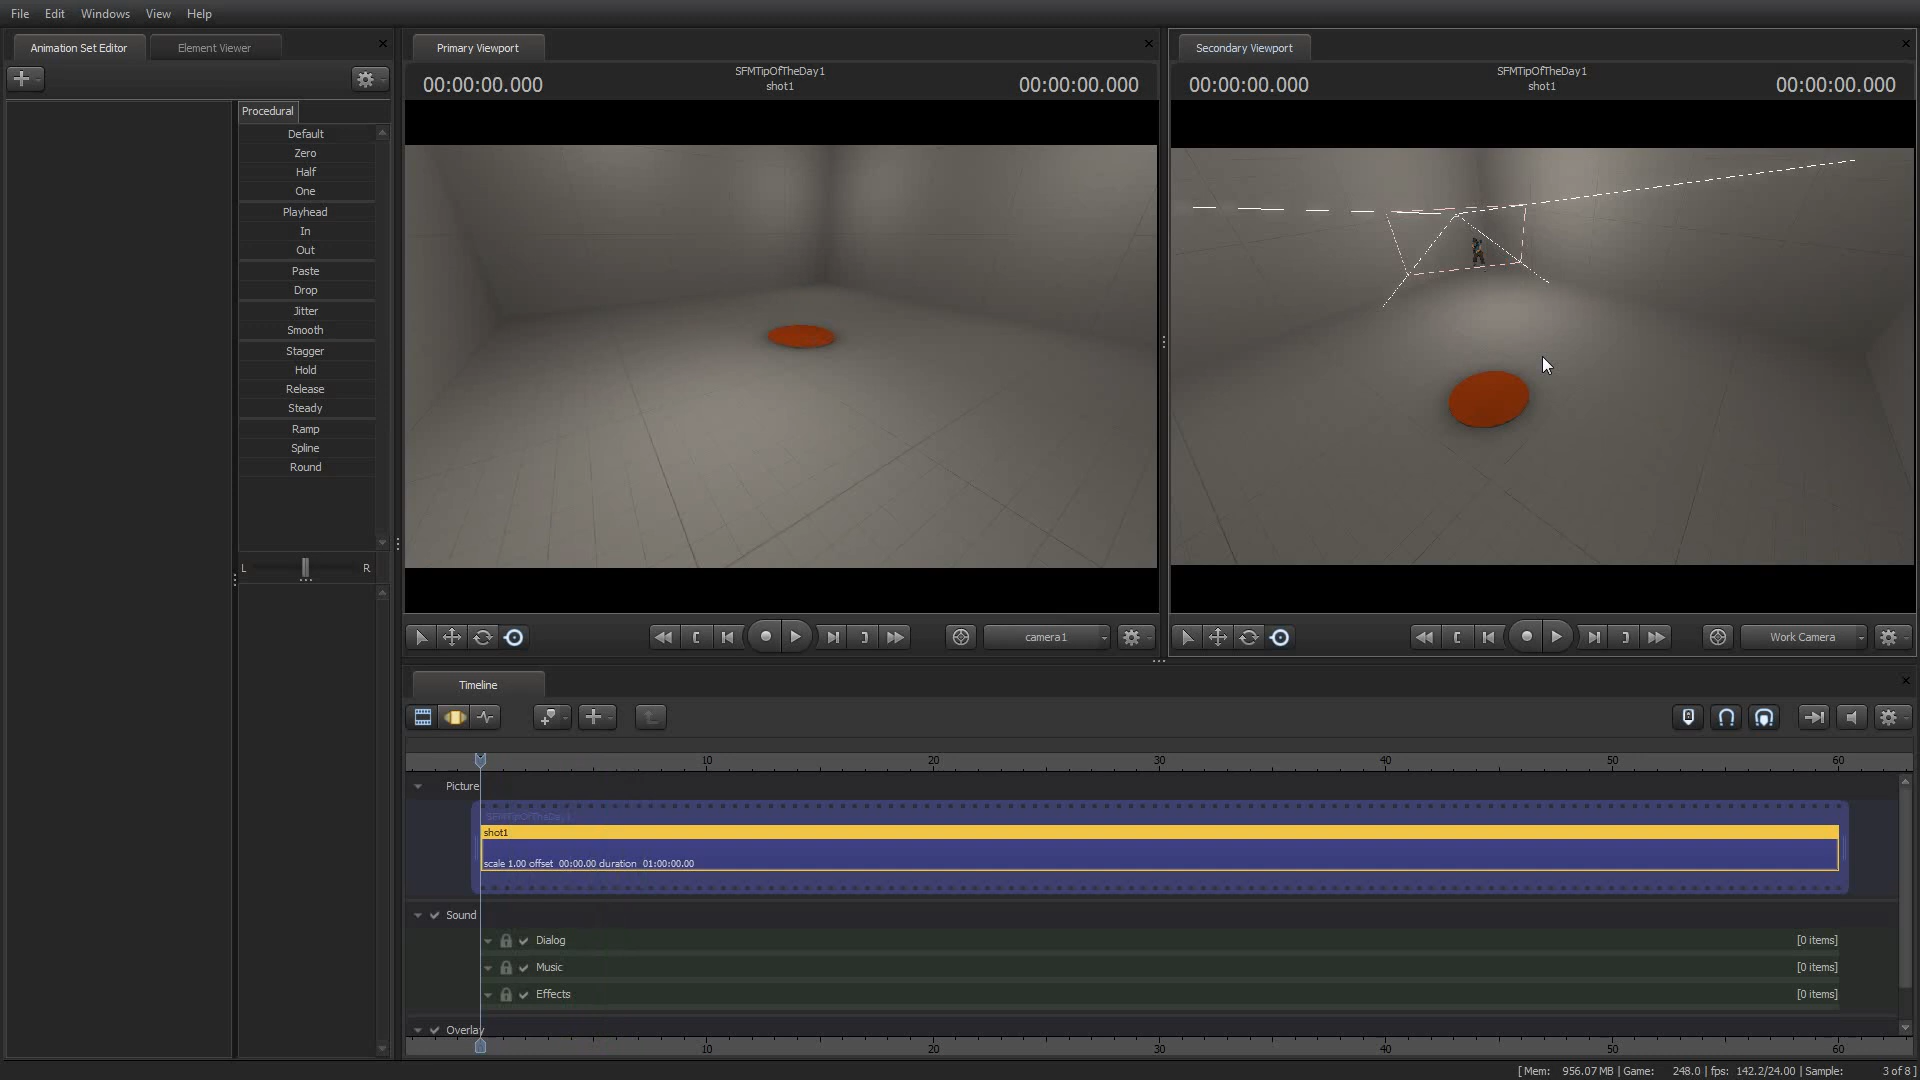 File Edit Windows View Help
Animation Set Editor Element Viewer
Primary Viewport
Secondary Viewport
00:00:00.000
SFMTipOfTheDay1
shot1
00:00:00.000
00:00:00.000
SFMTipOfTheDay1
shot1
00:00:00.000
Procedural
Default
Zero
Half
One
Playhead
In
Out
Paste
Drop
Jitter
Smooth
Stagger
Hold
Release
Steady
Ramp
Spline
Round
L R
camera1
Work Camera
Timeline
10 20 30 40 50 60
Picture
SFMTipOfTheDay1
shot1
scale 1.00 offset 00:00.00 duration 01:00:00.00
Sound
Dialog [0 items]
Music [0 items]
Effects [0 items]
Overlay
10 20 30 40 50 60
[ Mem: 956.07 MB | Game: 248.0 | fps: 142.2/24.00 | Sample: 3 of 8 ]